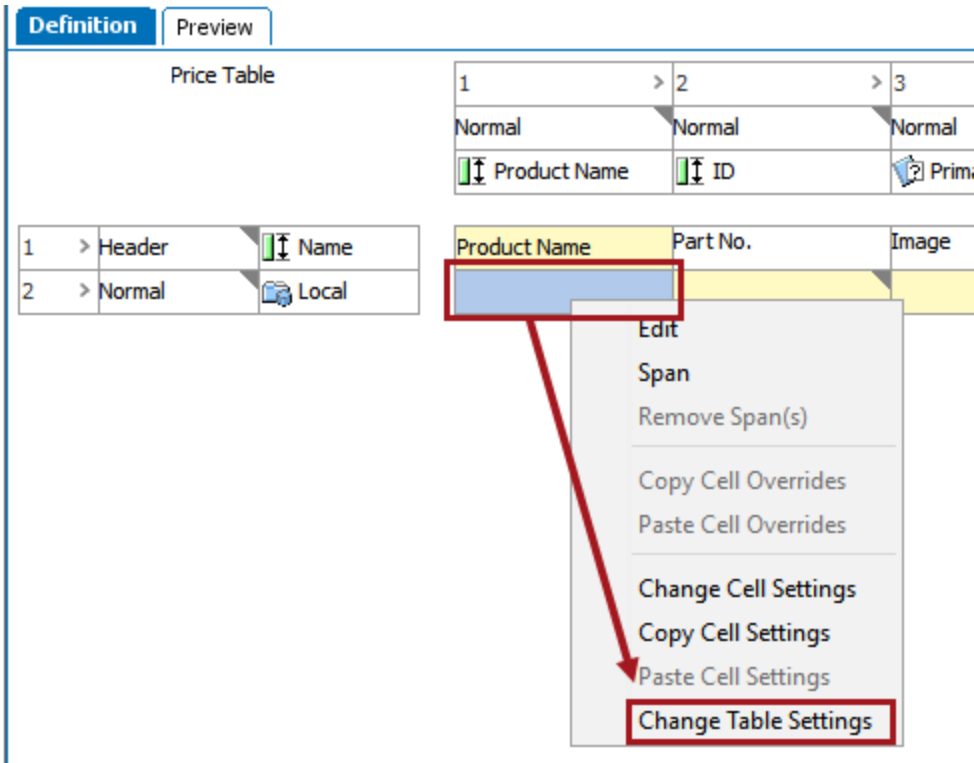 Definition Preview
Price Table
1 > 2 > 3
Normal Normal Normal
Product Name ID Prima
1 > Header Name Product Name Part No. Image
2 > Normal Local
Edit
Span
Remove Span(s)
Copy Cell Overrides
Paste Cell Overrides
Change Cell Settings
Copy Cell Settings
Paste Cell Settings
Change Table Settings